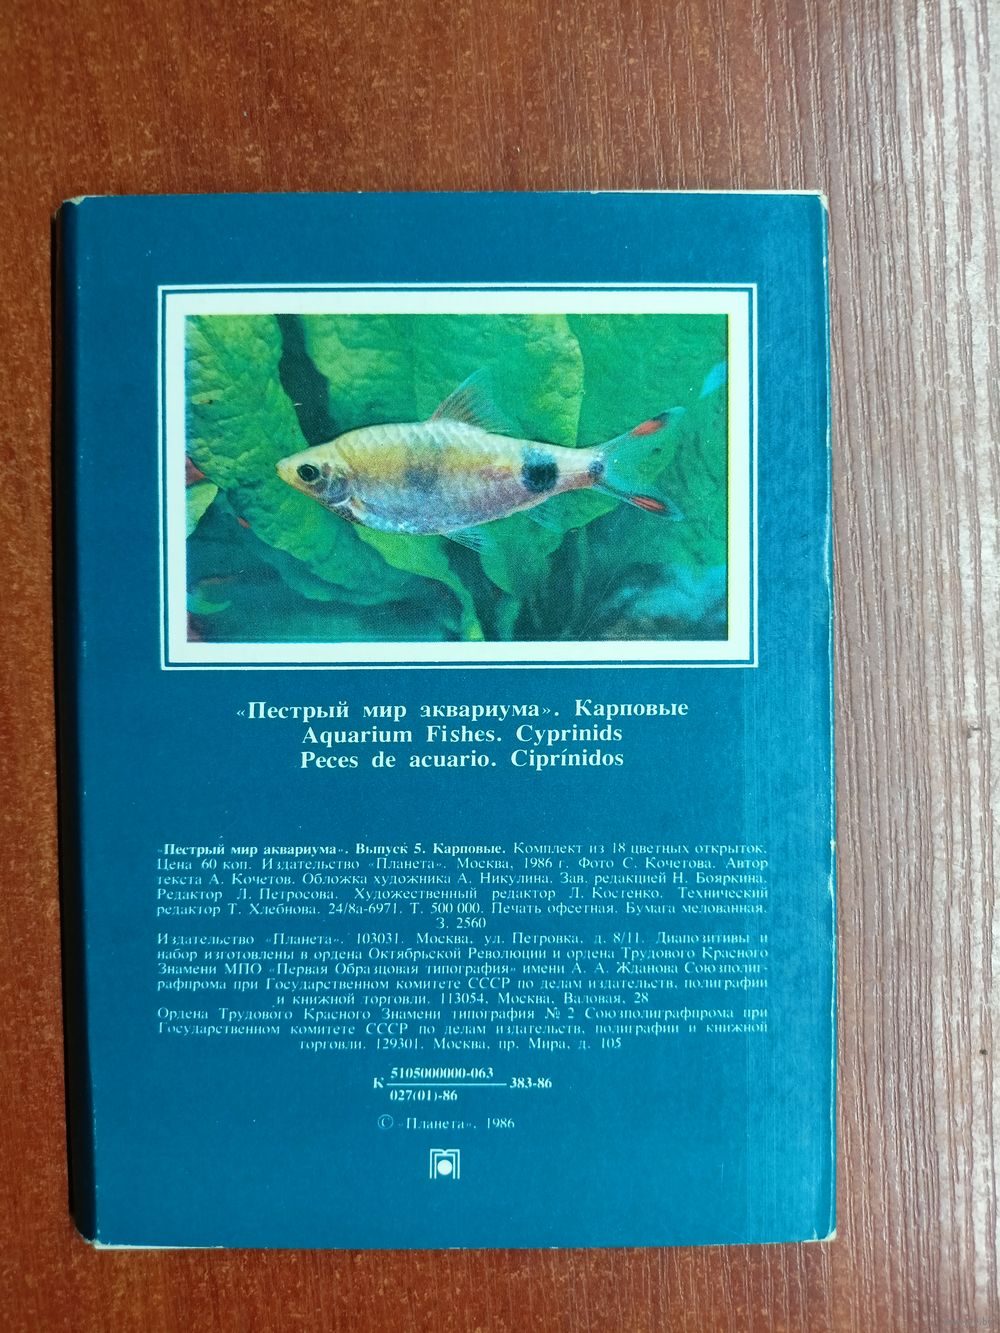 «Пестрый мир аквариума». Карповые
Aquarium Fishes. Cyprinids
Peces de acuario. Ciprínidos
«Пестрый мир аквариума». Выпуск 5. Карповые. Комплект из 18 цветных открыток.
Цена 60 коп. Издательство «Планета». Москва, 1986 г. Фото С. Кочетова. Автор
текста А. Кочетов. Обложка художника А. Никулина. Зав. редакцией Н. Бояркина.
Редактор Л. Петросова. Художественный редактор Л. Костенко. Технический
редактор Т. Хлебнова. 24/8а-6971. Т. 500 000. Печать офсетная. Бумага мелованная.
З. 2560
Издательство «Планета». 103031. Москва, ул. Петровка, д. 8/11. Диапозитивы и
набор изготовлены в ордена Октябрьской Революции и ордена Трудового Красного
Знамени МПО «Первая Образцовая типография» имени А. А. Жданова Союзполиг-
рафпрома при Государственном комитете СССР по делам издательств, полиграфии
и книжной торговли. 113054, Москва, Валовая, 28
Ордена Трудового Красного Знамени типография № 2 Союзполиграфпрома при
Государственном комитете СССР по делам издательств, полиграфии и книжной
торговли. 129301, Москва, пр. Мира, д. 105
К 5105000000-063 383-86
027(01)-86
© «Планета», 1986